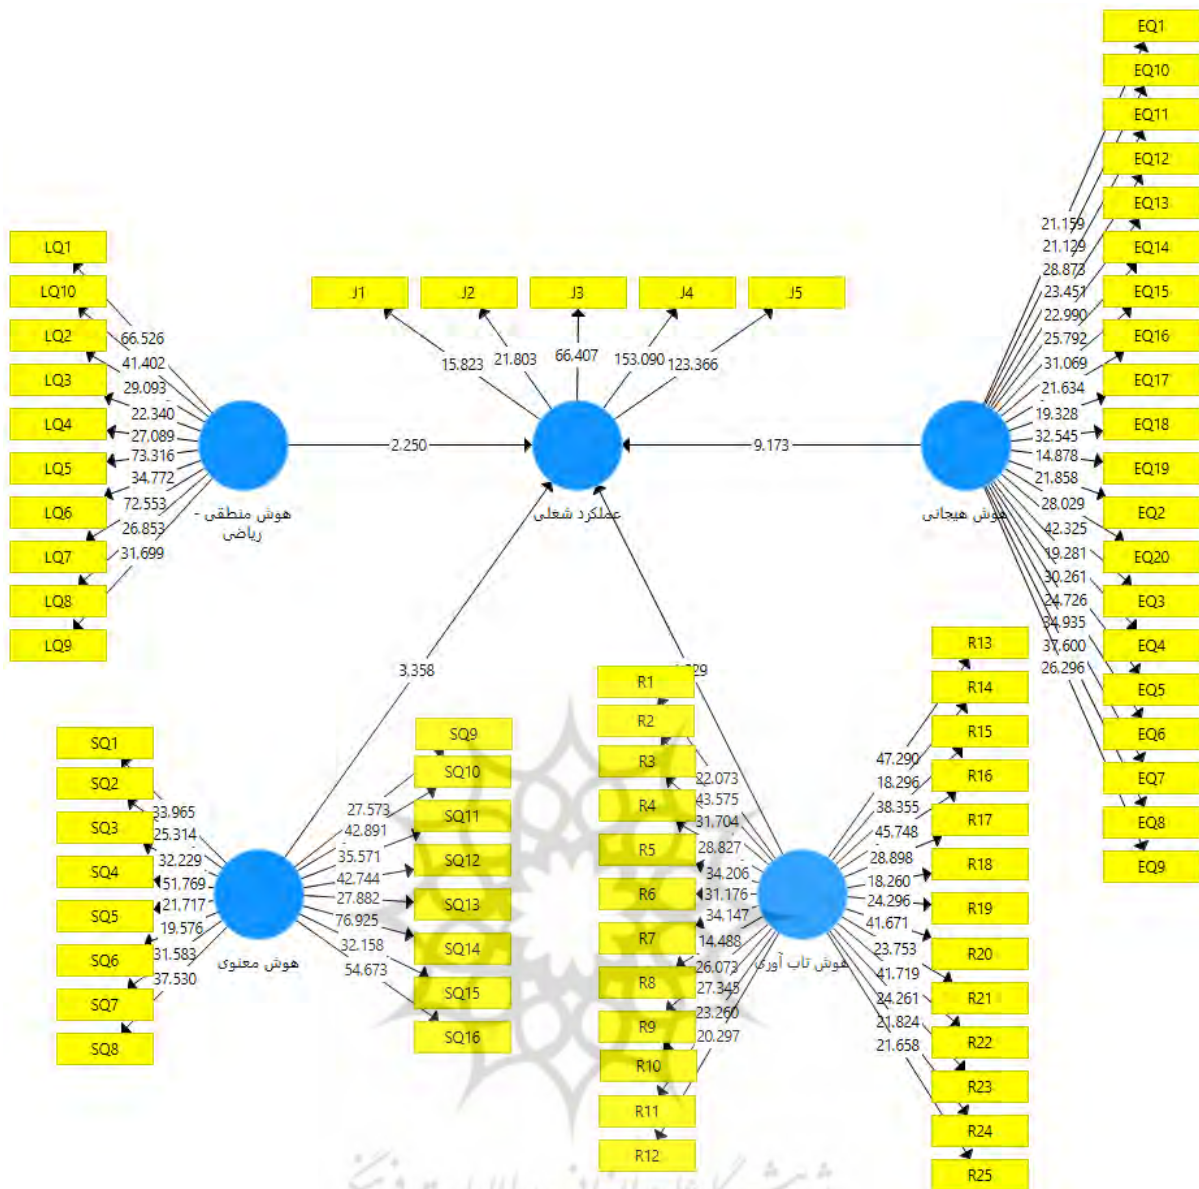 EQ1
EQ10
EQ11
EQ12
EQ13
EQ14
EQ15
EQ16
EQ17
EQ18
EQ19
EQ2
EQ20
EQ3
EQ4
EQ5
EQ6
EQ7
EQ8
EQ9
21.159
21.129
28.873
23.451
22.990
25.792
31.069
21.634
19.328
32.545
14.878
21.858
28.029
42.325
19.281
30.261
24.726
34.935
37.600
26.296
هوش هیجانی
9.173
J1
J2
J3
J4
J5
15.823
21.803
66.407
153.090
123.366
عملکرد شغلی
LQ1
LQ10
LQ2
LQ3
LQ4
LQ5
LQ6
LQ7
LQ8
LQ9
66.526
41.402
29.093
22.340
27.089
73.316
34.772
72.553
26.853
31.699
هوش منطقی -
ریاضی
2.250
3.358
SQ1
SQ2
SQ3
SQ4
SQ5
SQ6
SQ7
SQ8
33.965
25.314
32.229
51.769
21.717
19.576
31.583
37.530
هوش معنوی
SQ9
SQ10
SQ11
SQ12
SQ13
SQ14
SQ15
SQ16
27.573
42.891
35.571
42.744
27.882
76.925
32.158
54.673
R1
R2
R3
R4
R5
R6
R7
R8
R9
R10
R11
R12
22.073
43.575
31.704
28.827
34.206
31.176
34.147
14.488
26.073
27.345
23.260
20.297
هوش تاب آوری
R13
R14
R15
R16
R17
R18
R19
R20
R21
R22
R23
R24
R25
47.290
18.296
38.355
45.748
28.898
18.260
24.296
41.671
23.753
41.719
24.261
21.824
21.658